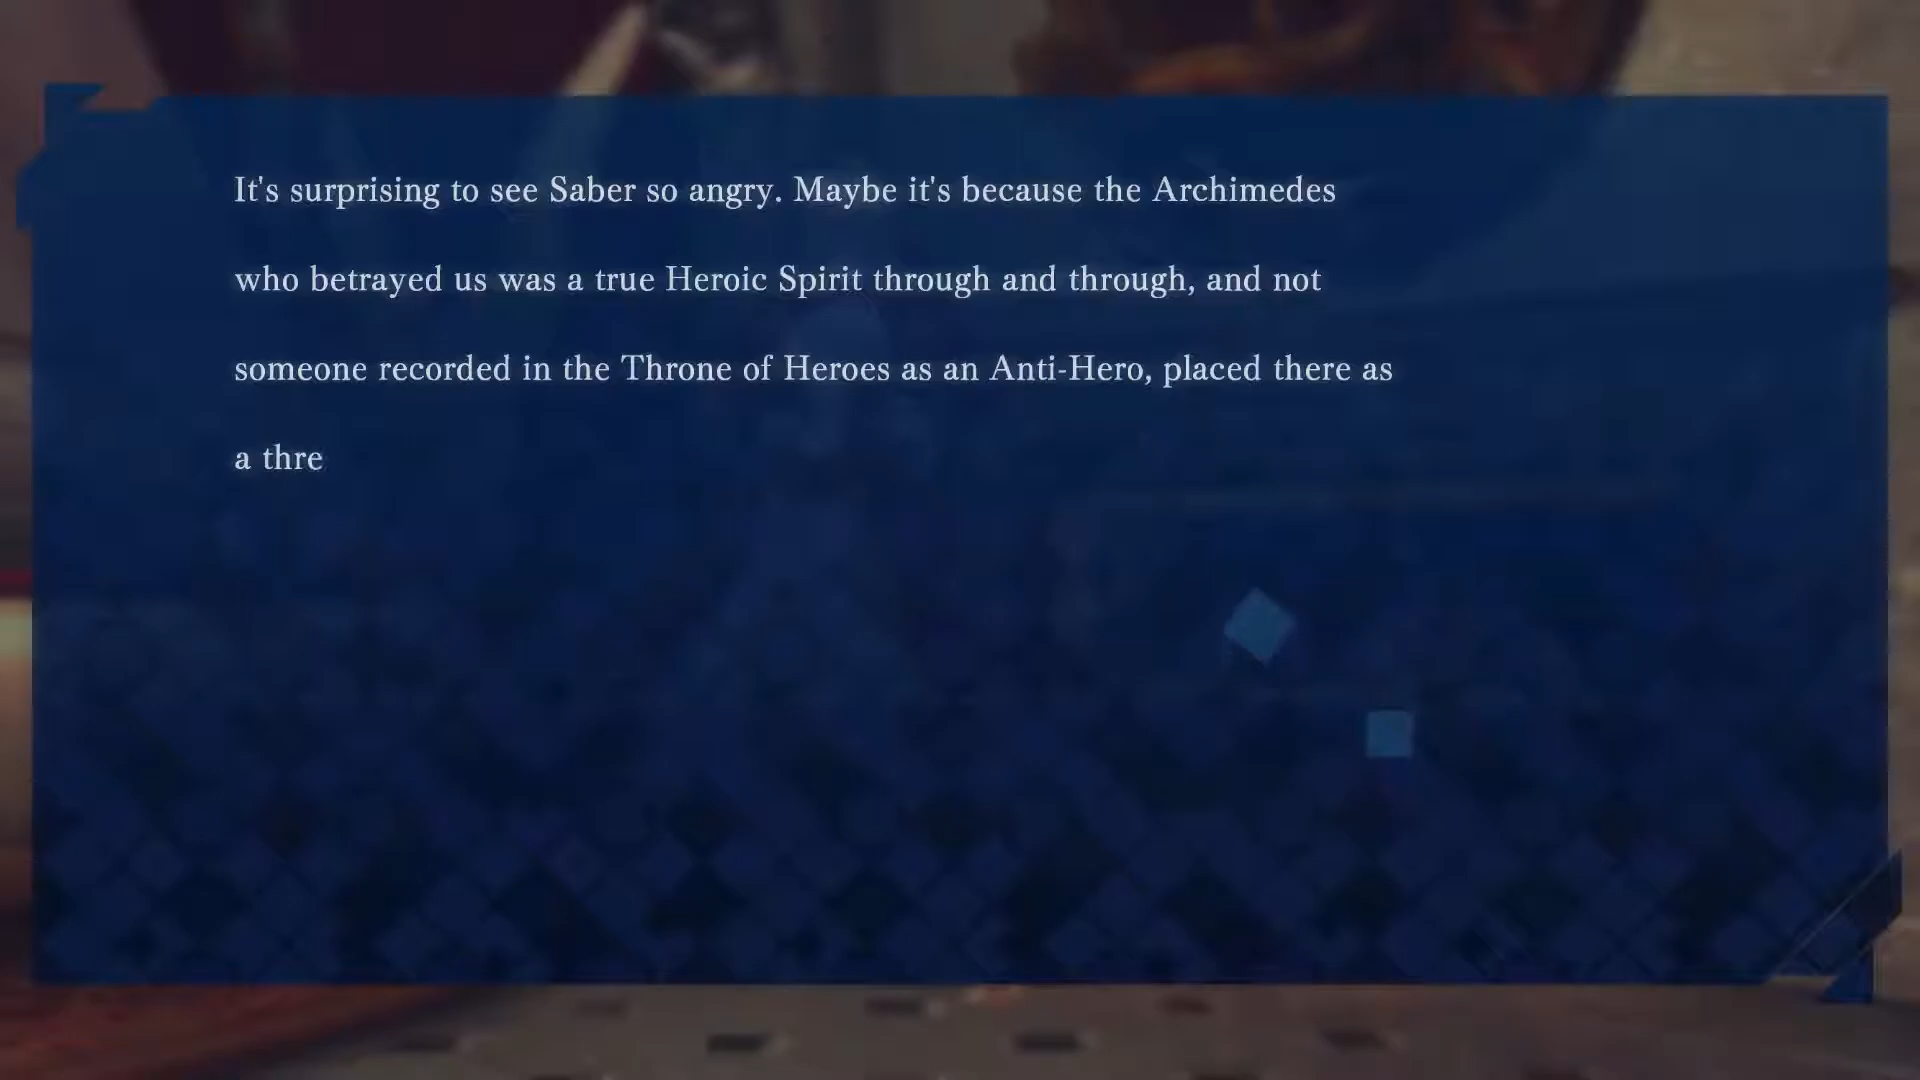 It's surprising to see Saber so angry. Maybe it's because the Archimedes
who betrayed us was a true Heroic Spirit through and through, and not
someone recorded in the Throne of Heroes as an Anti-Hero, placed there as
a thre